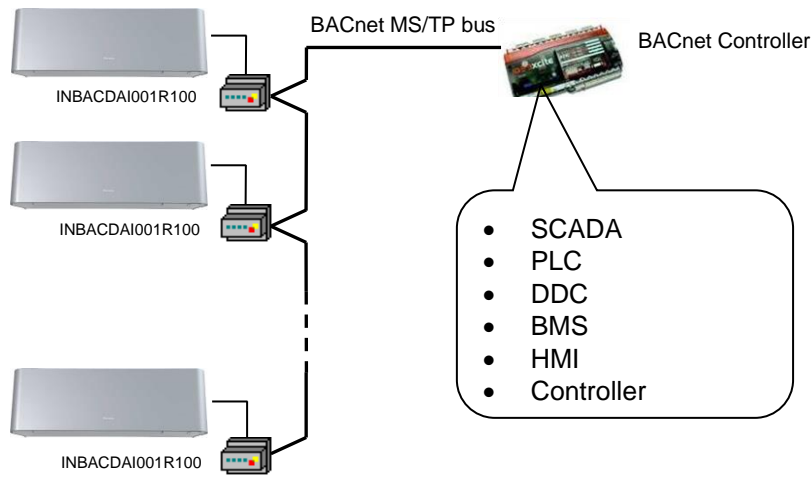 BACnet MS/TP bus
BACnet Controller
INBACDAI001R100
INBACDAI001R100
• SCADA
• PLC
• DDC
• BMS
• HMI
• Controller
INBACDAI001R100